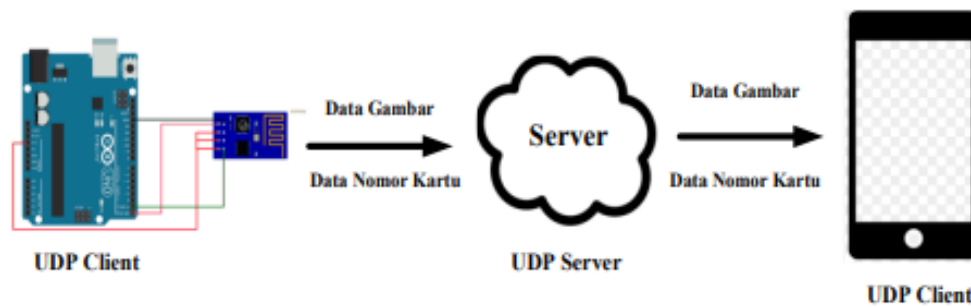 Data Gambar
Data Nomor Kartu
Server
Data Gambar
Data Nomor Kartu
UDP Client
UDP Server
UDP Client